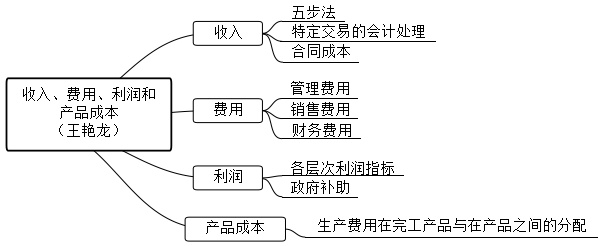 收入、费用、利润和
产品成本
（王艳龙）
收入
五步法
特定交易的会计处理
合同成本
费用
管理费用
销售费用
财务费用
利润
各层次利润指标
政府补助
产品成本
生产费用在完工产品与在产品之间的分配